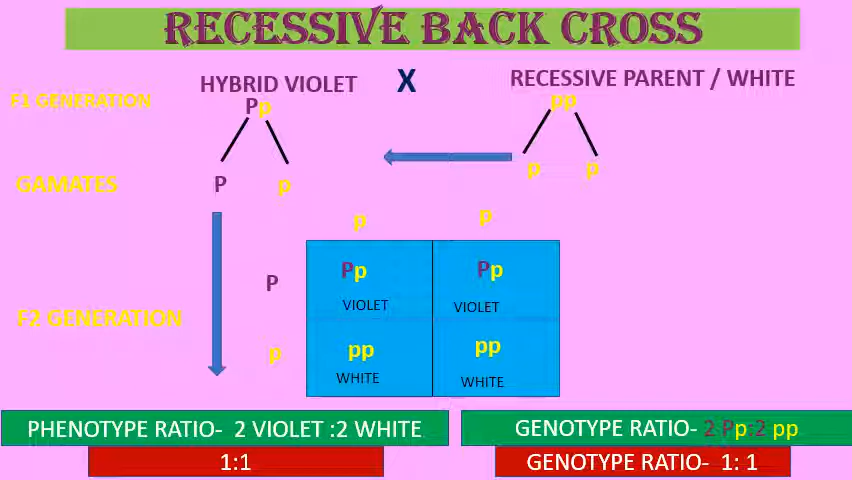 RECESSIVE BACK CROSS
HYBRID VIOLET X RECESSIVE PARENT / WHITE
F1 GENERATION Pp pp
GAMATES P p p p
p p
P Pp Pp
VIOLET VIOLET
F2 GENERATION
p pp pp
WHITE WHITE
PHENOTYPE RATIO- 2 VIOLET :2 WHITE
GENOTYPE RATIO- 2 Pp:2 pp
1:1
GENOTYPE RATIO- 1: 1